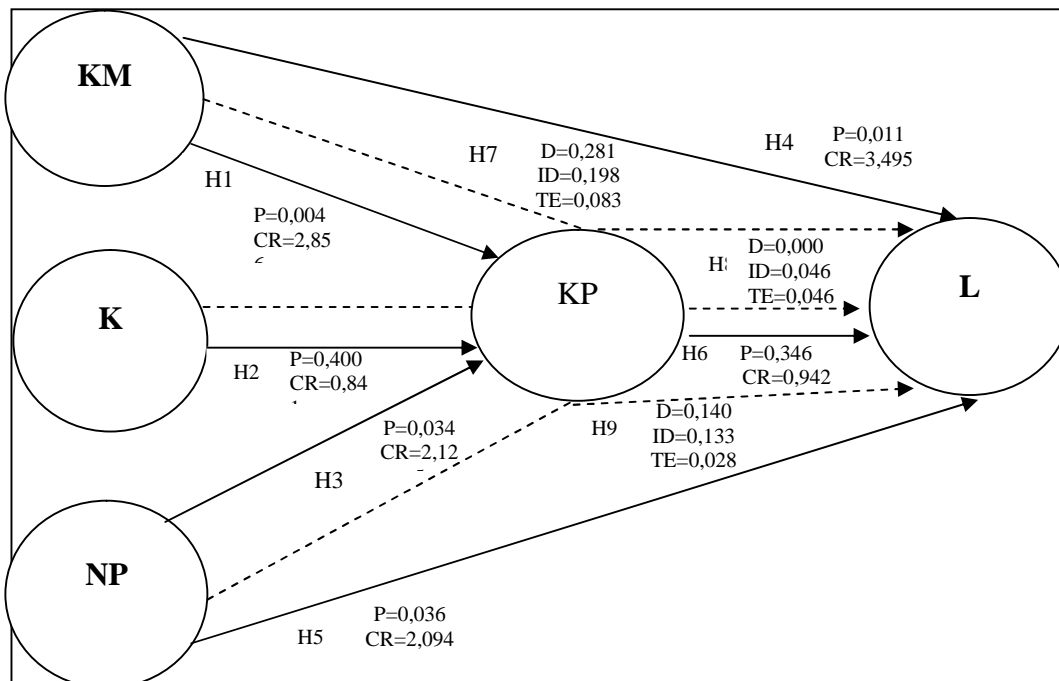 KM
H4
P=0,011
CR=3,495
H7
D=0,281
ID=0,198
TE=0,083
H1
P=0,004
CR=2,85
K
KP
D=0,000
ID=0,046
TE=0,046
L
H2
P=0,400
CR=0,84
H6
P=0,346
CR=0,942
H9
D=0,140
ID=0,133
TE=0,028
P=0,034
CR=2,12
H3
NP
H5
P=0,036
CR=2,094